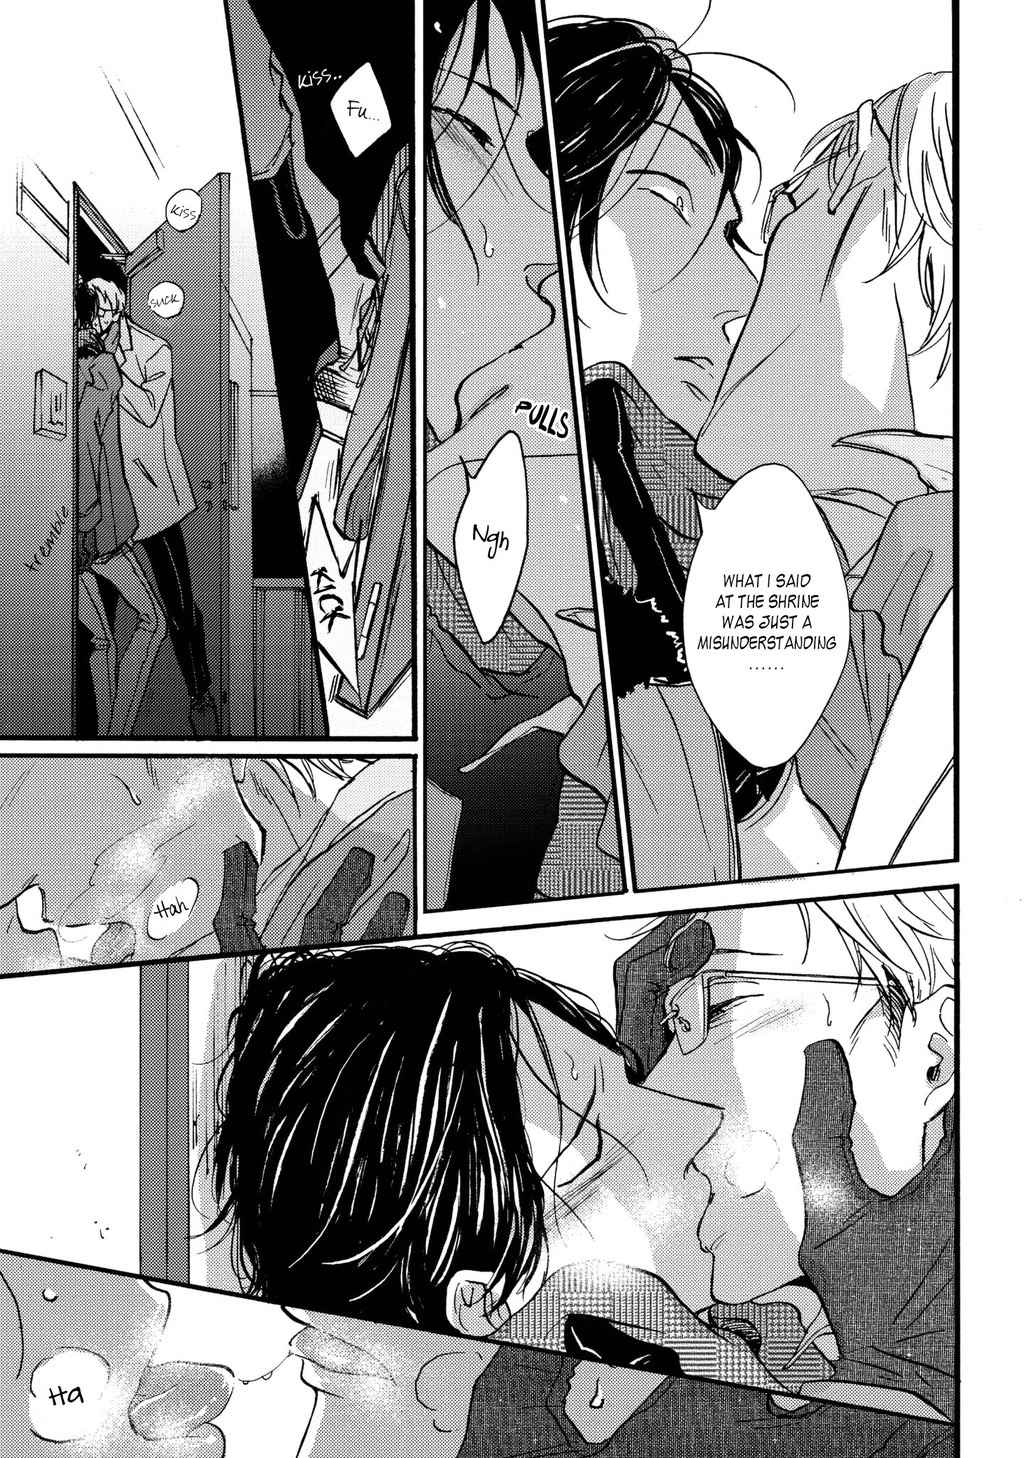 WHAT I SAID
AT THE SHRINE
WAS JUST A
MISUNDERSTANDING
......
PULLS
Ngh
kiss..
Fu...
KICK
kiss
suck
tremble
Hah
Ha